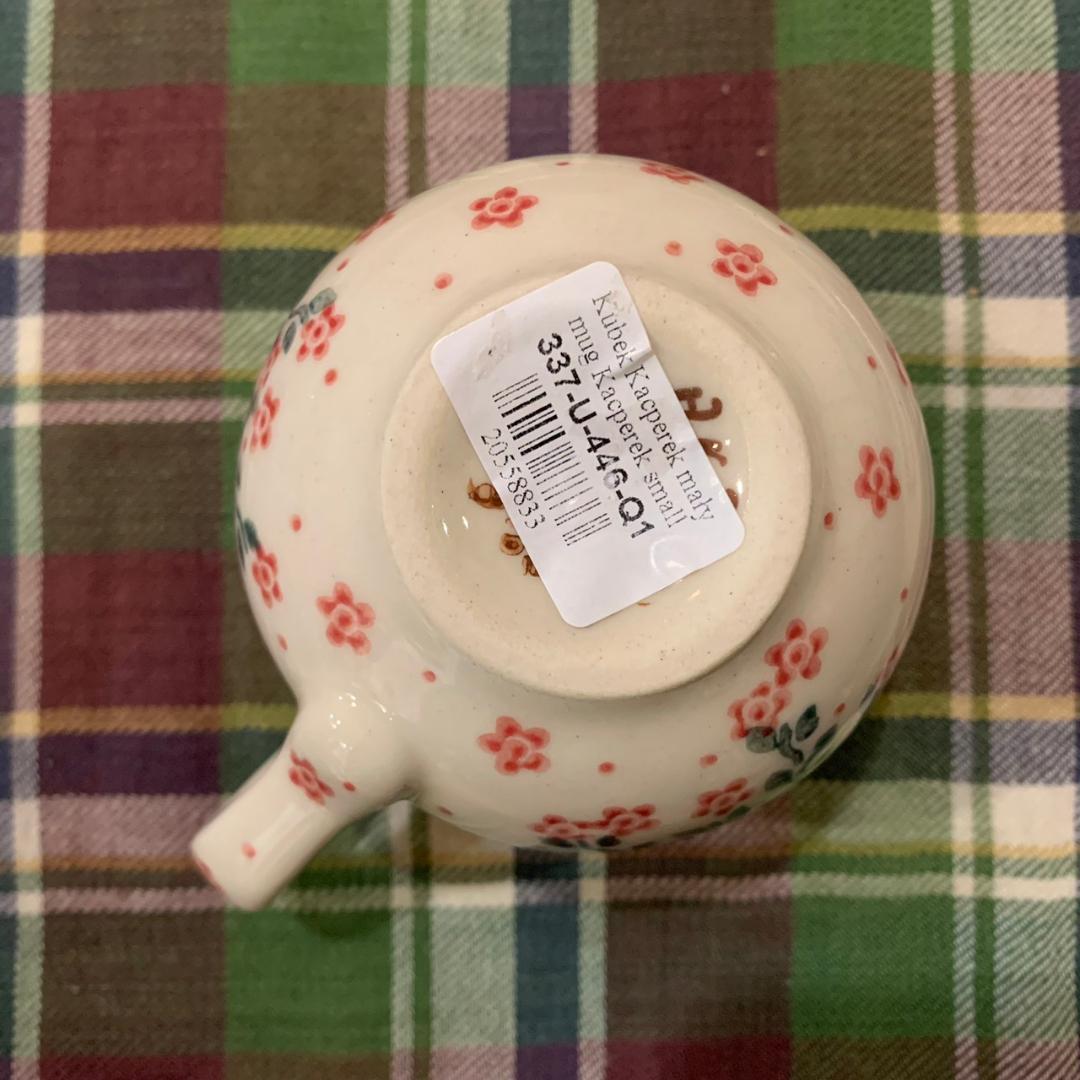 Kubek Kacperek mały
mug Kacperek small
337-U-446-Q1
20558833